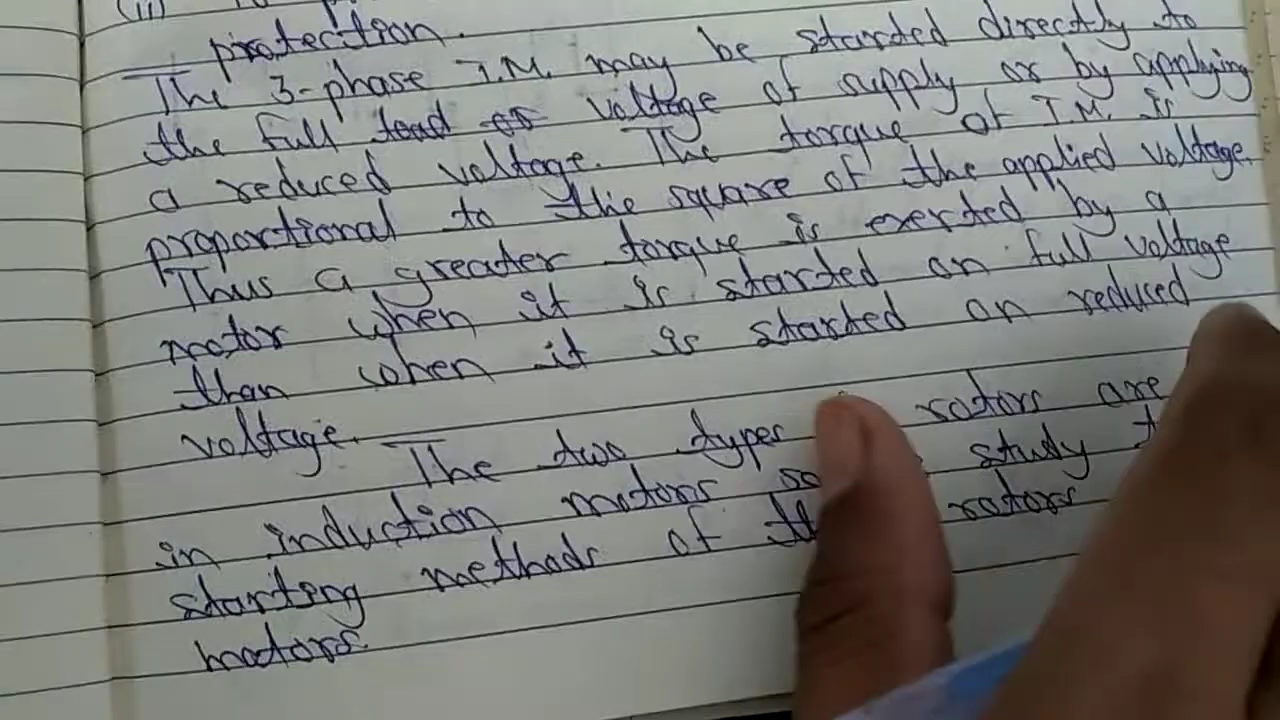 (ii)
protection.
The 3-phase I.M. may be started directly to
the full load or voltage of supply or by applying
a reduced voltage. The torque of I.M. is
proportional to the square of the applied voltage.
Thus a greater torque is exerted by a
motor when it is started on full voltage
than when it is started on reduced
voltage.
The two types rotors are
in induction motors so study
starting methods of rotors
motors.